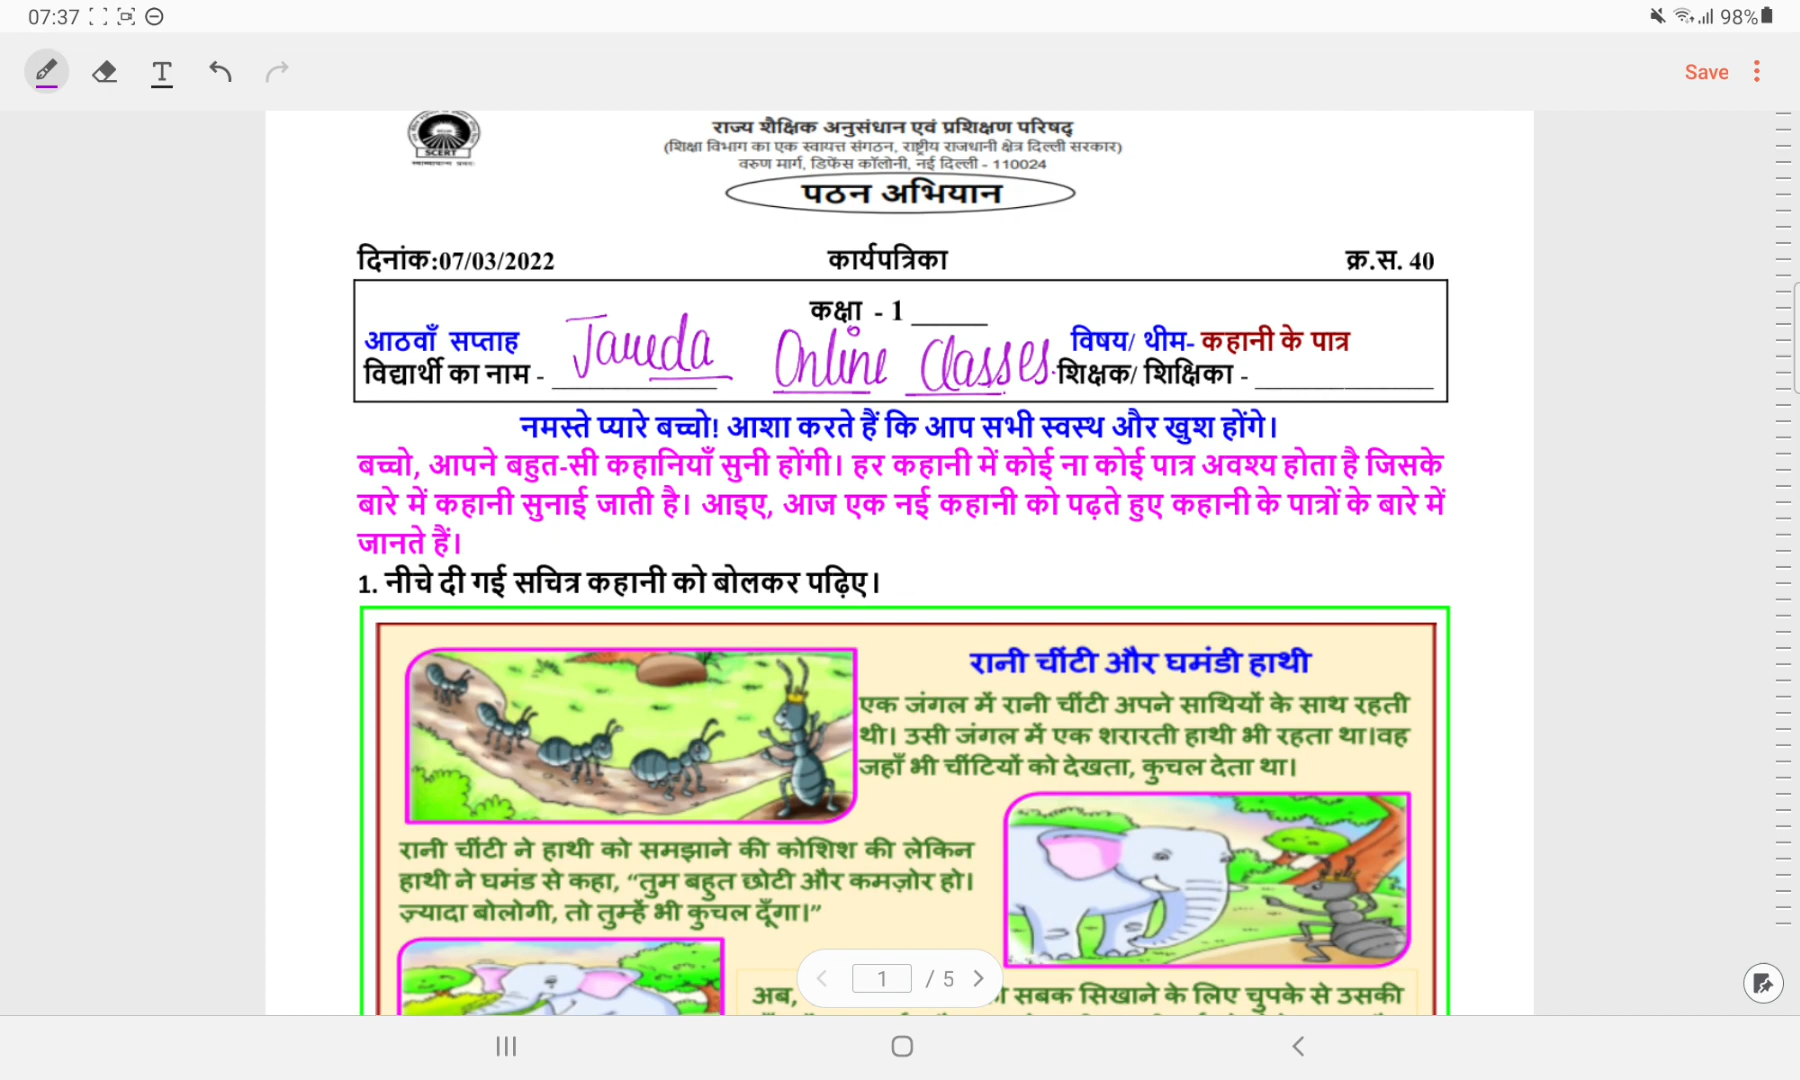 07:37
98%
T
Save
SCERT
राज्य शैक्षिक अनुसंधान एवं प्रशिक्षण परिषद्
(शिक्षा विभाग का एक स्वायत्त संगठन, राष्ट्रीय राजधानी क्षेत्र दिल्ली सरकार)
वरुण मार्ग, डिफेंस कॉलोनी, नई दिल्ली - 110024
पठन अभियान
दिनांक:07/03/2022 कार्यपत्रिका क्र.स. 40
कक्षा - 1 ______
आठवाँ सप्ताह विषय/ थीम- कहानी के पात्र
विद्यार्थी का नाम - Online Classes. शिक्षक/ शिक्षिका -
नमस्ते प्यारे बच्चो! आशा करते हैं कि आप सभी स्वस्थ और खुश होंगे।
बच्चो, आपने बहुत-सी कहानियाँ सुनी होंगी। हर कहानी में कोई ना कोई पात्र अवश्य होता है जिसके
बारे में कहानी सुनाई जाती है। आइए, आज एक नई कहानी को पढ़ते हुए कहानी के पात्रों के बारे में
जानते हैं।
1. नीचे दी गई सचित्र कहानी को बोलकर पढ़िए।
रानी चींटी और घमंडी हाथी
एक जंगल में रानी चींटी अपने साथियों के साथ रहती
थी। उसी जंगल में एक शरारती हाथी भी रहता था।वह
जहाँ भी चींटियों को देखता, कुचल देता था।
रानी चींटी ने हाथी को समझाने की कोशिश की लेकिन
हाथी ने घमंड से कहा, “तुम बहुत छोटी और कमज़ोर हो।
ज़्यादा बोलोगी, तो तुम्हें भी कुचल दूँगा।”
अब, सबक सिखाने के लिए चुपके से उसकी
1 / 5